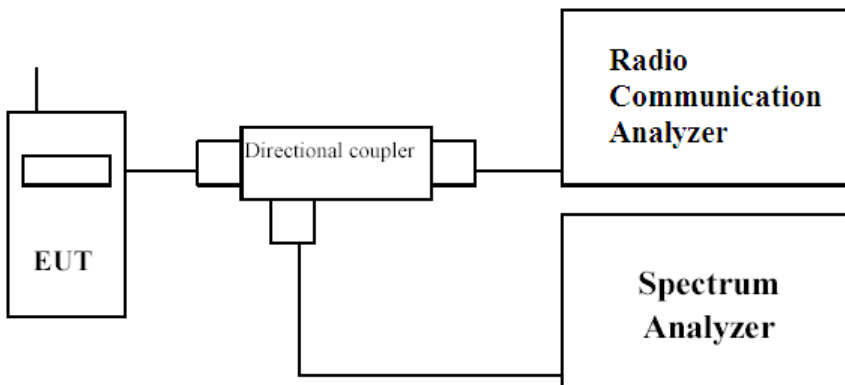 Radio
Communication
Analyzer
Directional coupler
EUT
Spectrum
Analyzer